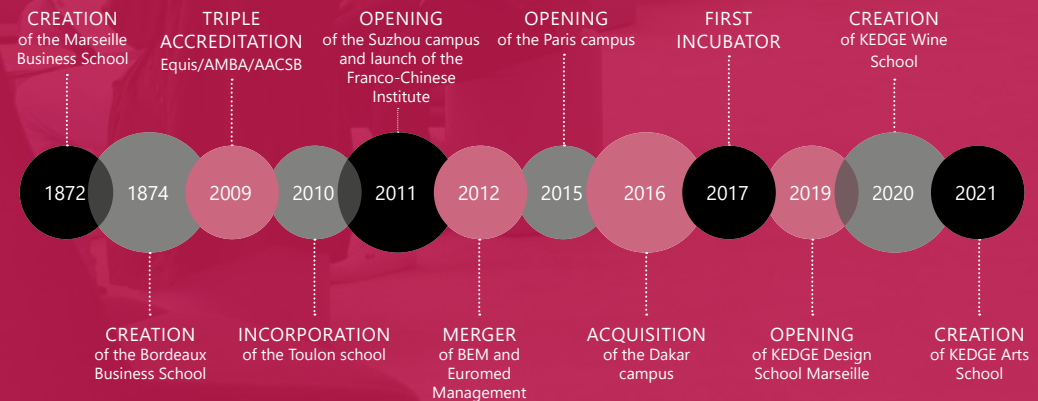 CREATION
of the Marseille
Business School
TRIPLE
ACCREDITATION
Equis/AMBA/AACSB
OPENING
of the Suzhou campus
and launch of the
Franco-Chinese
Institute
OPENING
of the Paris campus
FIRST
INCUBATOR
CREATION
of KEDGE Wine
School
1872
1874
2009
2010
2011
2012
2015
2016
2017
2019
2020
2021
CREATION
of the Bordeaux
Business School
INCORPORATION
of the Toulon school
MERGER
of BEM and
Euromed
Management
ACQUISITION
of the Dakar
campus
OPENING
of KEDGE Design
School Marseille
CREATION
of KEDGE Arts
School